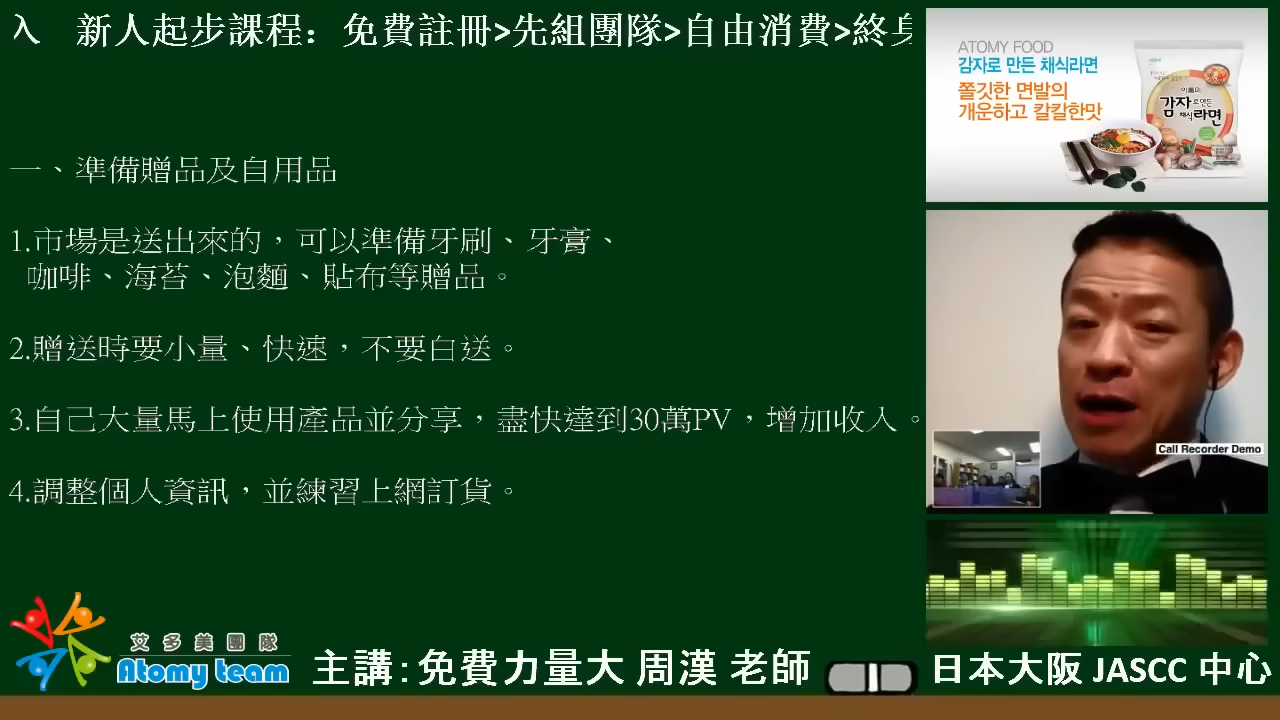 入　新人起步課程：免費註冊>先組團隊>自由消費>終身
一、準備贈品及自用品
1.市場是送出來的，可以準備牙刷、牙膏、
咖啡、海苔、泡麵、貼布等贈品。
2.贈送時要小量、快速，不要白送。
3.自己大量馬上使用產品並分享，盡快達到30萬PV，增加收入。
4.調整個人資訊，並練習上網訂貨。
ATOMY FOOD
감자로 만든 채식라면
쫄깃한 면발의
개운하고 칼칼한맛
감자로만든
채식라면
Call Recorder Demo
艾多美團隊
Atomy team
主講:免費力量大 周漢 老師
日本大阪 JASCC 中心